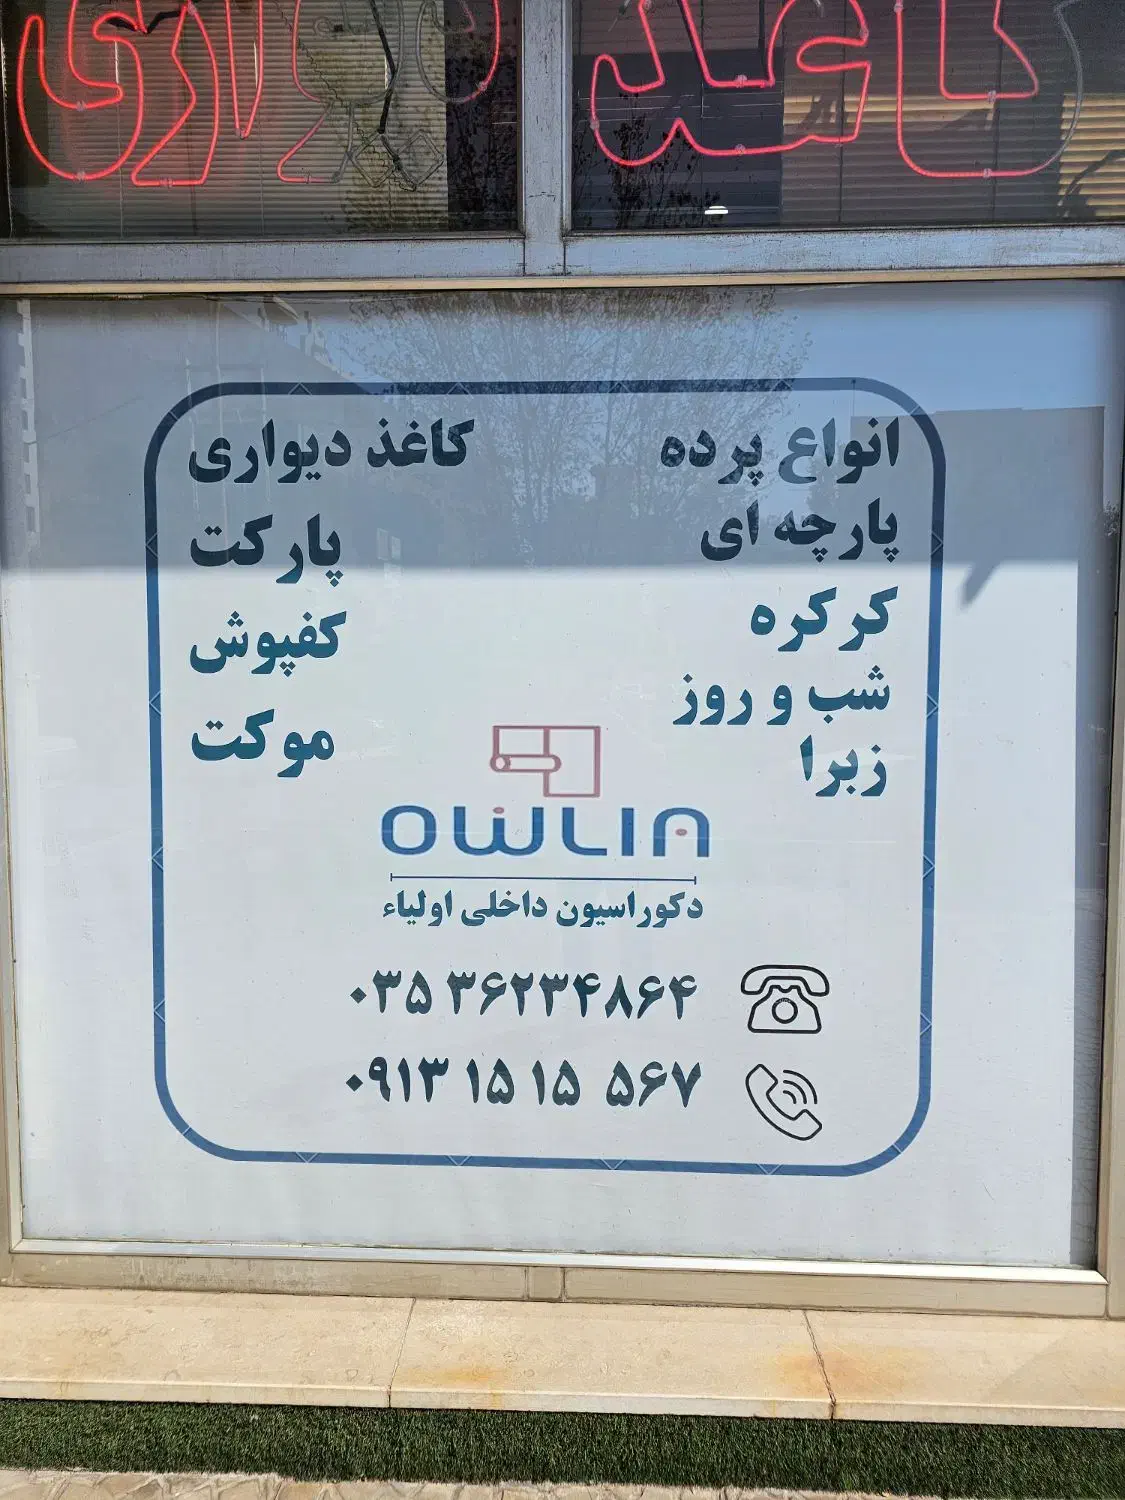 کاغذ دیواری
انواع پرده
پارچه ای
کرکره
شب و روز
زبرا
کاغذ دیواری
پارکت
کفپوش
موکت
OWLIA
دکوراسیون داخلی اولیاء
۰۳۵ ۳۶۲۳۴۸۶۴
۰۹۱۳ ۱۵ ۱۵ ۵۶۷